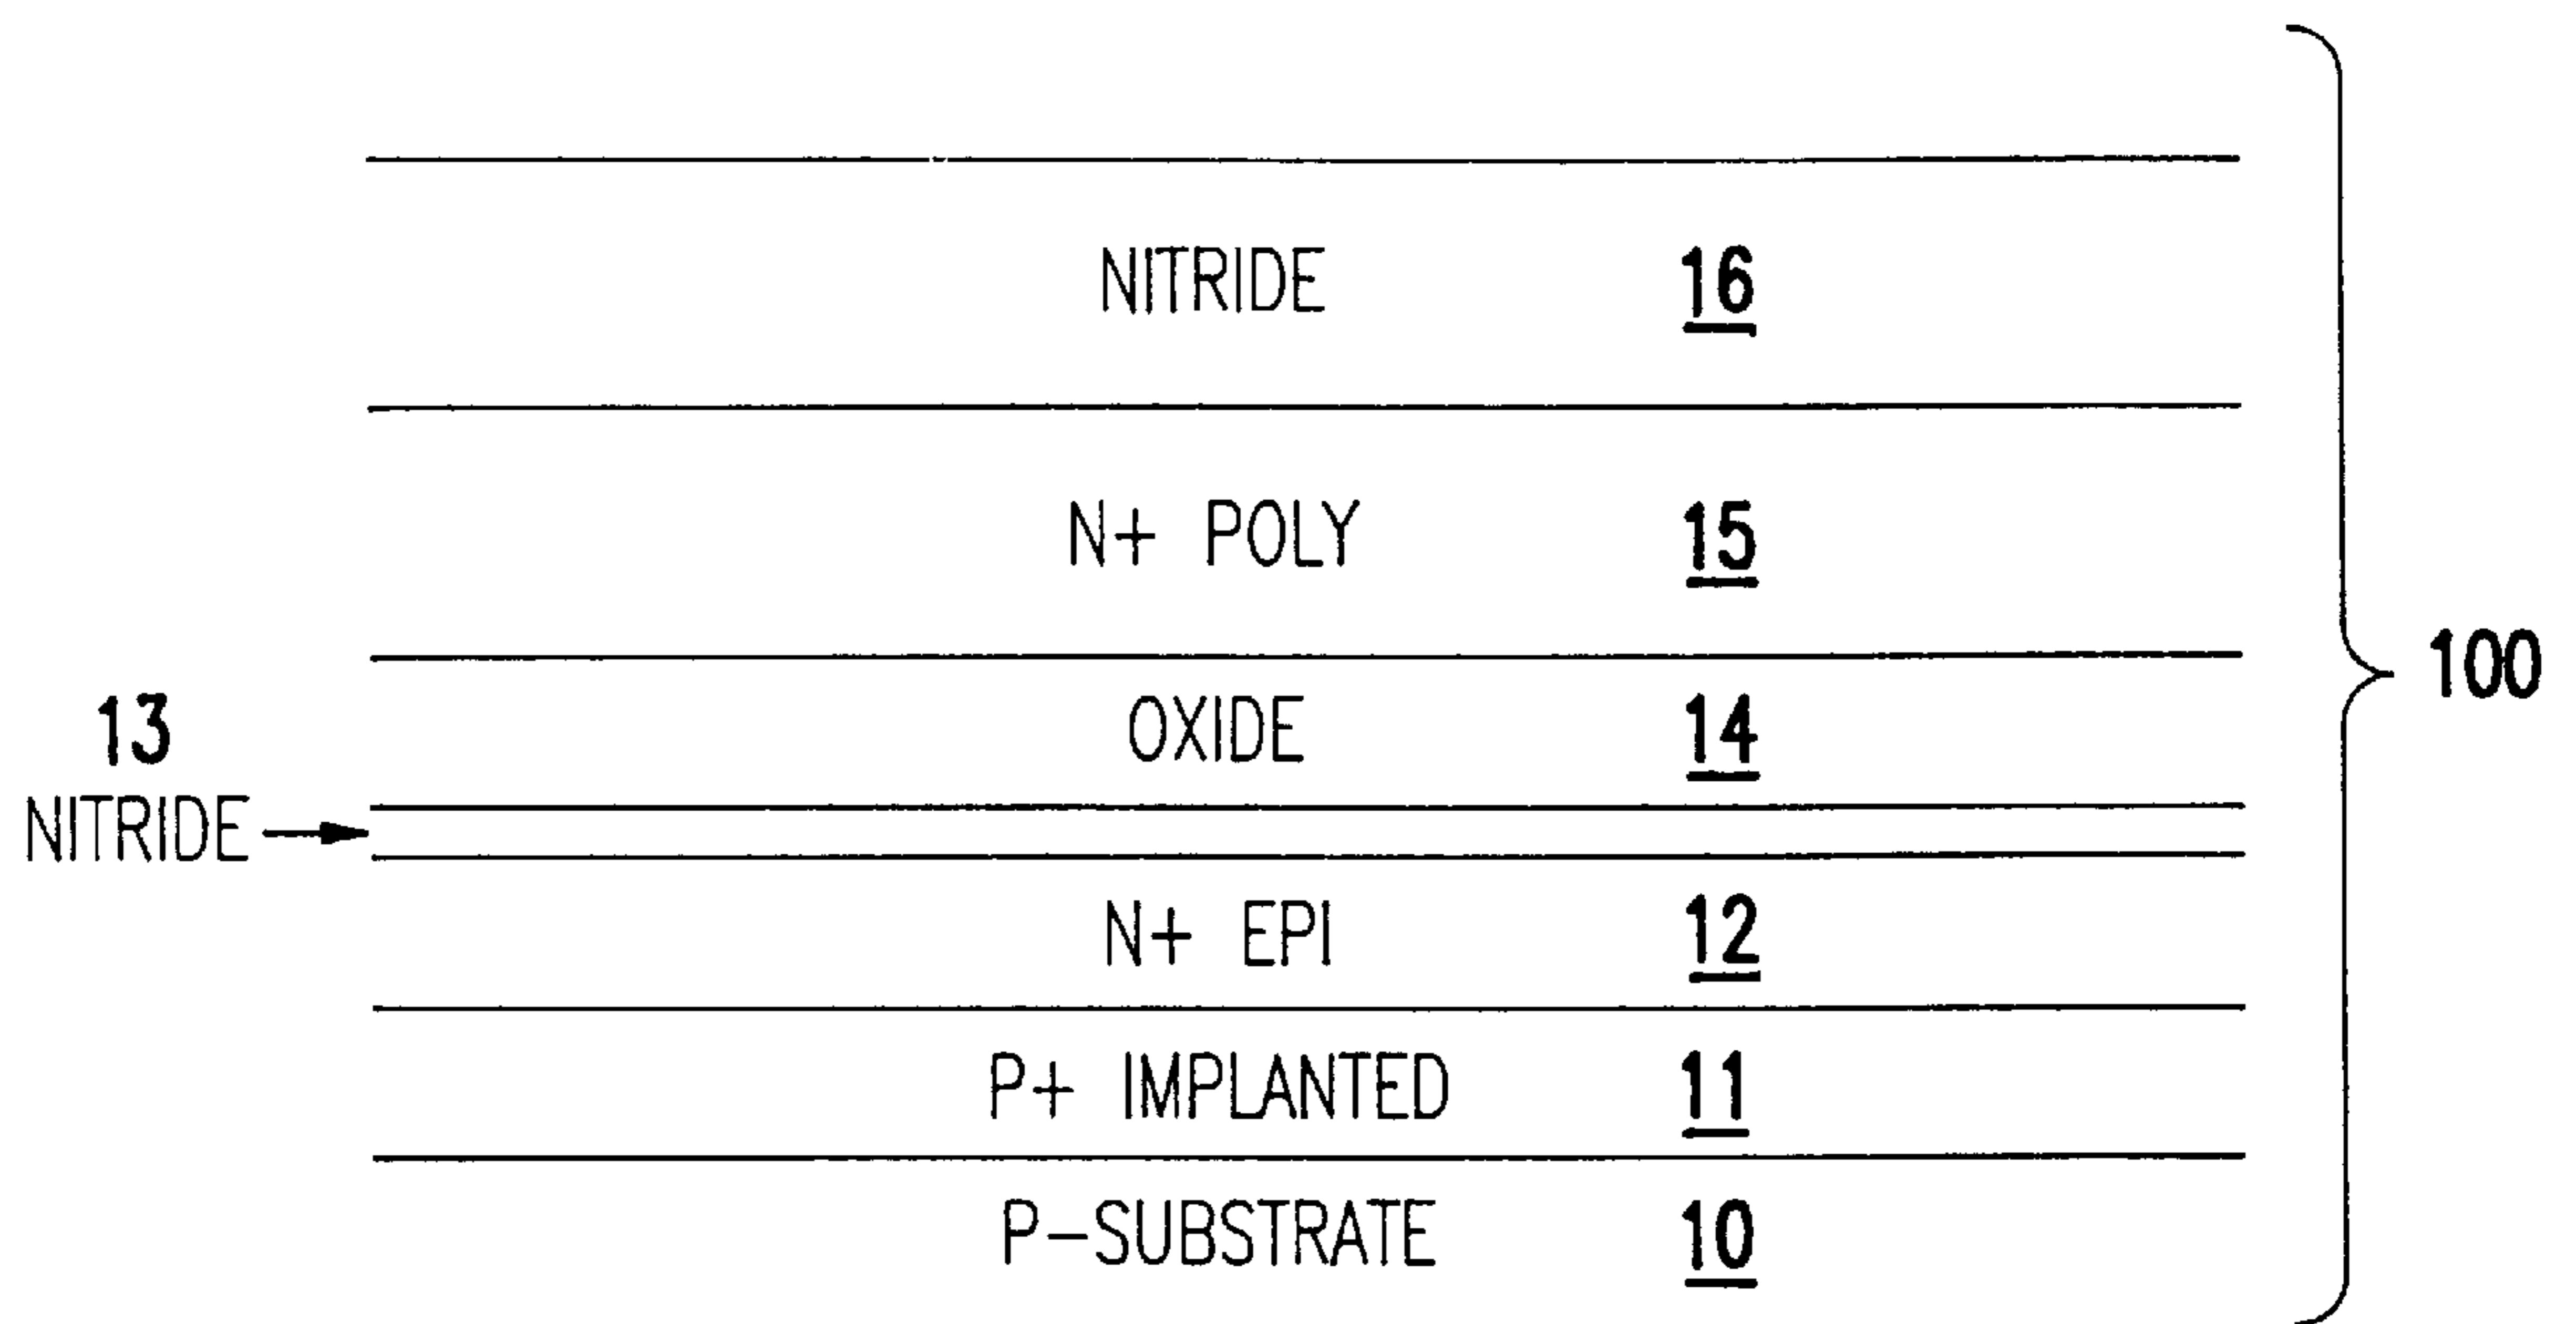 NITRIDE 16
N+ POLY 15
100
OXIDE 14
13
NITRIDE
N+ EPI 12
P+ IMPLANTED 11
P-SUBSTRATE 10